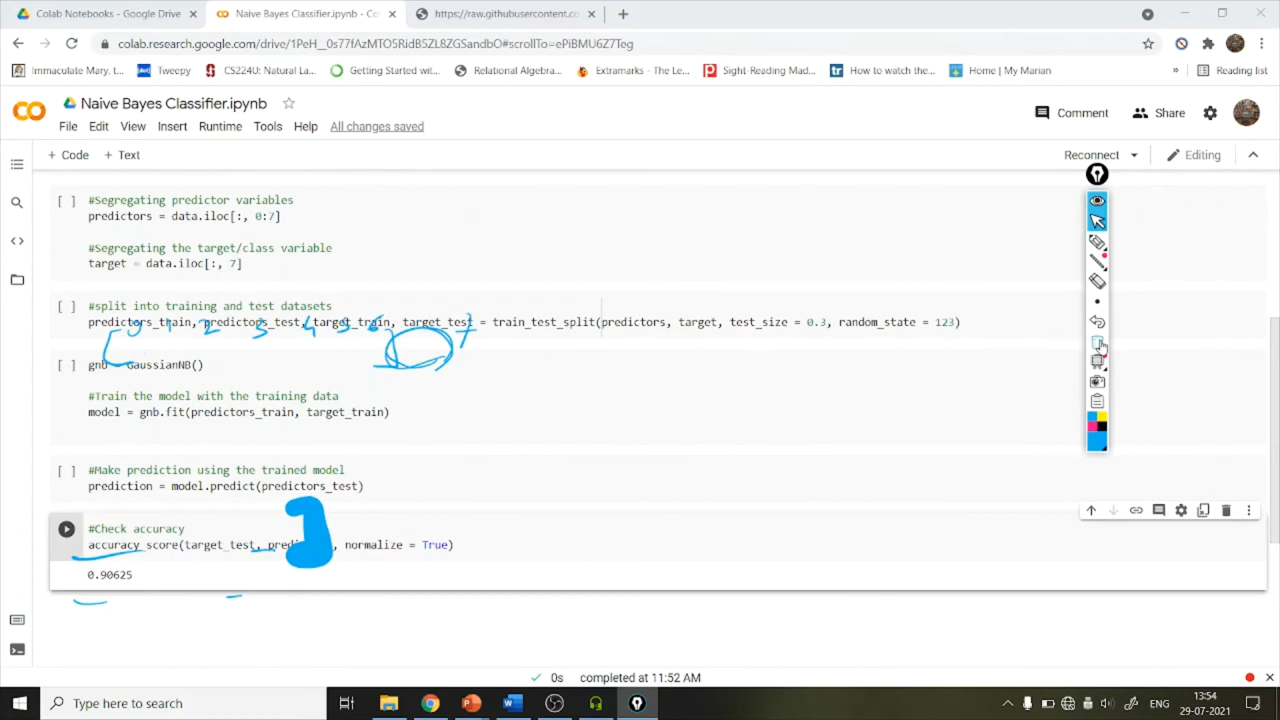 Colab Notebooks - Google Drive
Naive Bayes Classifier.ipynb - Co
https://raw.githubusercontent.co
colab.research.google.com/drive/1PeH__0s77fAzMTO5RidB5ZL8ZGSandbO#scrollTo=ePiBMU6Z7Teg
Immaculate Mary, t... Tweepy CS224U: Natural La... Getting Started wit... Relational Algebra... Extramarks - The Le... Sight-Reading Mad... How to watch the... Home | My Marian » Reading list
Naive Bayes Classifier.ipynb
Comment Share
File Edit View Insert Runtime Tools Help All changes saved
+ Code + Text Reconnect Editing
[ ] #Segregating predictor variables
predictors = data.iloc[:, 0:7]
#Segregating the target/class variable
target = data.iloc[:, 7]
[ ] #split into training and test datasets
predictors_train, predictors_test, target_train, target_test = train_test_split(predictors, target, test_size = 0.3, random_state = 123)
0 1 2 3 4 5 6 7
[ ] gnb = GaussianNB()
#Train the model with the training data
model = gnb.fit(predictors_train, target_train)
[ ] #Make prediction using the trained model
prediction = model.predict(predictors_test)
#Check accuracy
accuracy_score(target_test, , normalize = True)
0.90625
0s completed at 11:52 AM
Type here to search
ENG
13:54
29-07-2021